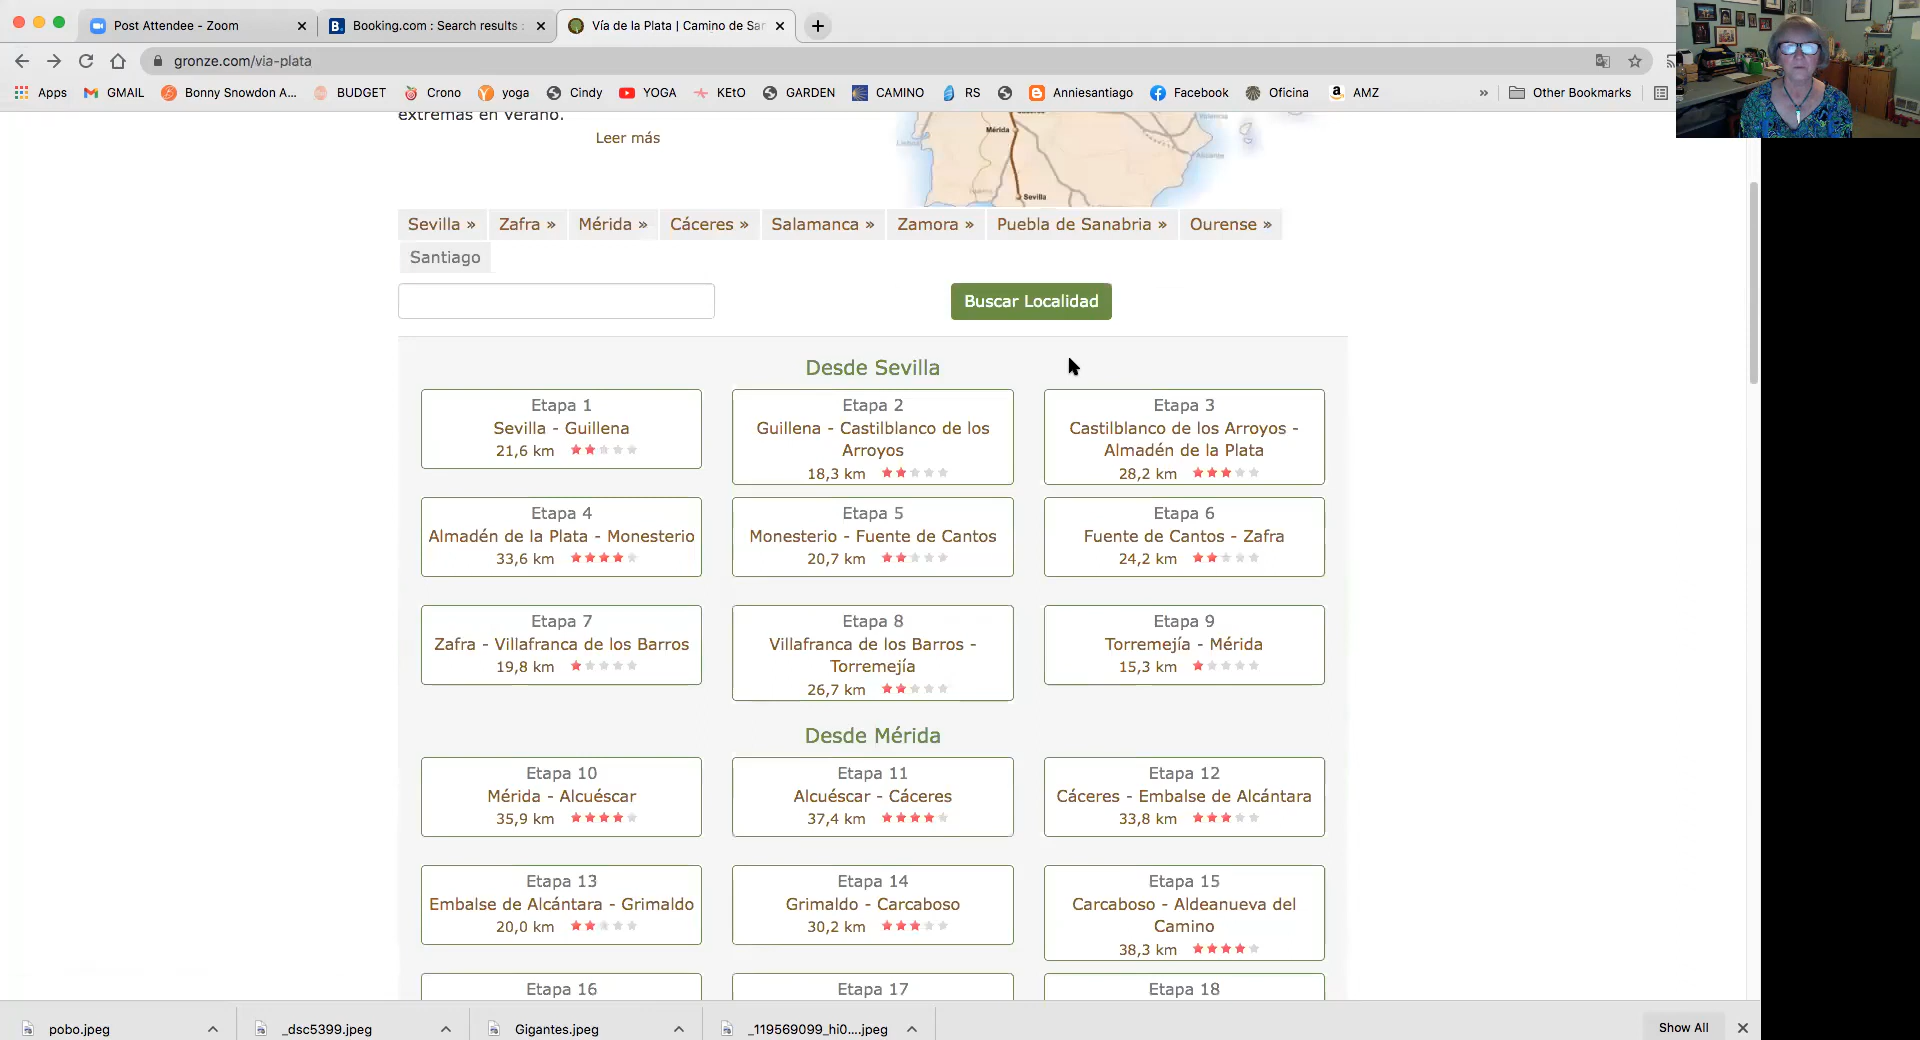 Post Attendee - Zoom
Booking.com : Search results :
Vía de la Plata | Camino de San
gronze.com/via-plata
Apps GMAIL Bonny Snowdon A... BUDGET Crono yoga Cindy YOGA KEtO GARDEN CAMINO RS Anniesantiago Facebook Oficina AMZ » Other Bookmarks
extremas en verano.
Leer más
Mérida
Sevilla
Sevilla » Zafra » Mérida » Cáceres » Salamanca » Zamora » Puebla de Sanabria » Ourense »
Santiago
Buscar Localidad
Desde Sevilla
Etapa 1
Sevilla - Guillena
21,6 km
Etapa 2
Guillena - Castilblanco de los
Arroyos
18,3 km
Etapa 3
Castilblanco de los Arroyos -
Almadén de la Plata
28,2 km
Etapa 4
Almadén de la Plata - Monesterio
33,6 km
Etapa 5
Monesterio - Fuente de Cantos
20,7 km
Etapa 6
Fuente de Cantos - Zafra
24,2 km
Etapa 7
Zafra - Villafranca de los Barros
19,8 km
Etapa 8
Villafranca de los Barros -
Torremejía
26,7 km
Etapa 9
Torremejía - Mérida
15,3 km
Desde Mérida
Etapa 10
Mérida - Alcuéscar
35,9 km
Etapa 11
Alcuéscar - Cáceres
37,4 km
Etapa 12
Cáceres - Embalse de Alcántara
33,8 km
Etapa 13
Embalse de Alcántara - Grimaldo
20,0 km
Etapa 14
Grimaldo - Carcaboso
30,2 km
Etapa 15
Carcaboso - Aldeanueva del
Camino
38,3 km
Etapa 16
Etapa 17
Etapa 18
pobo.jpeg
_dsc5399.jpeg
Gigantes.jpeg
_119569099_hi0....jpeg
Show All